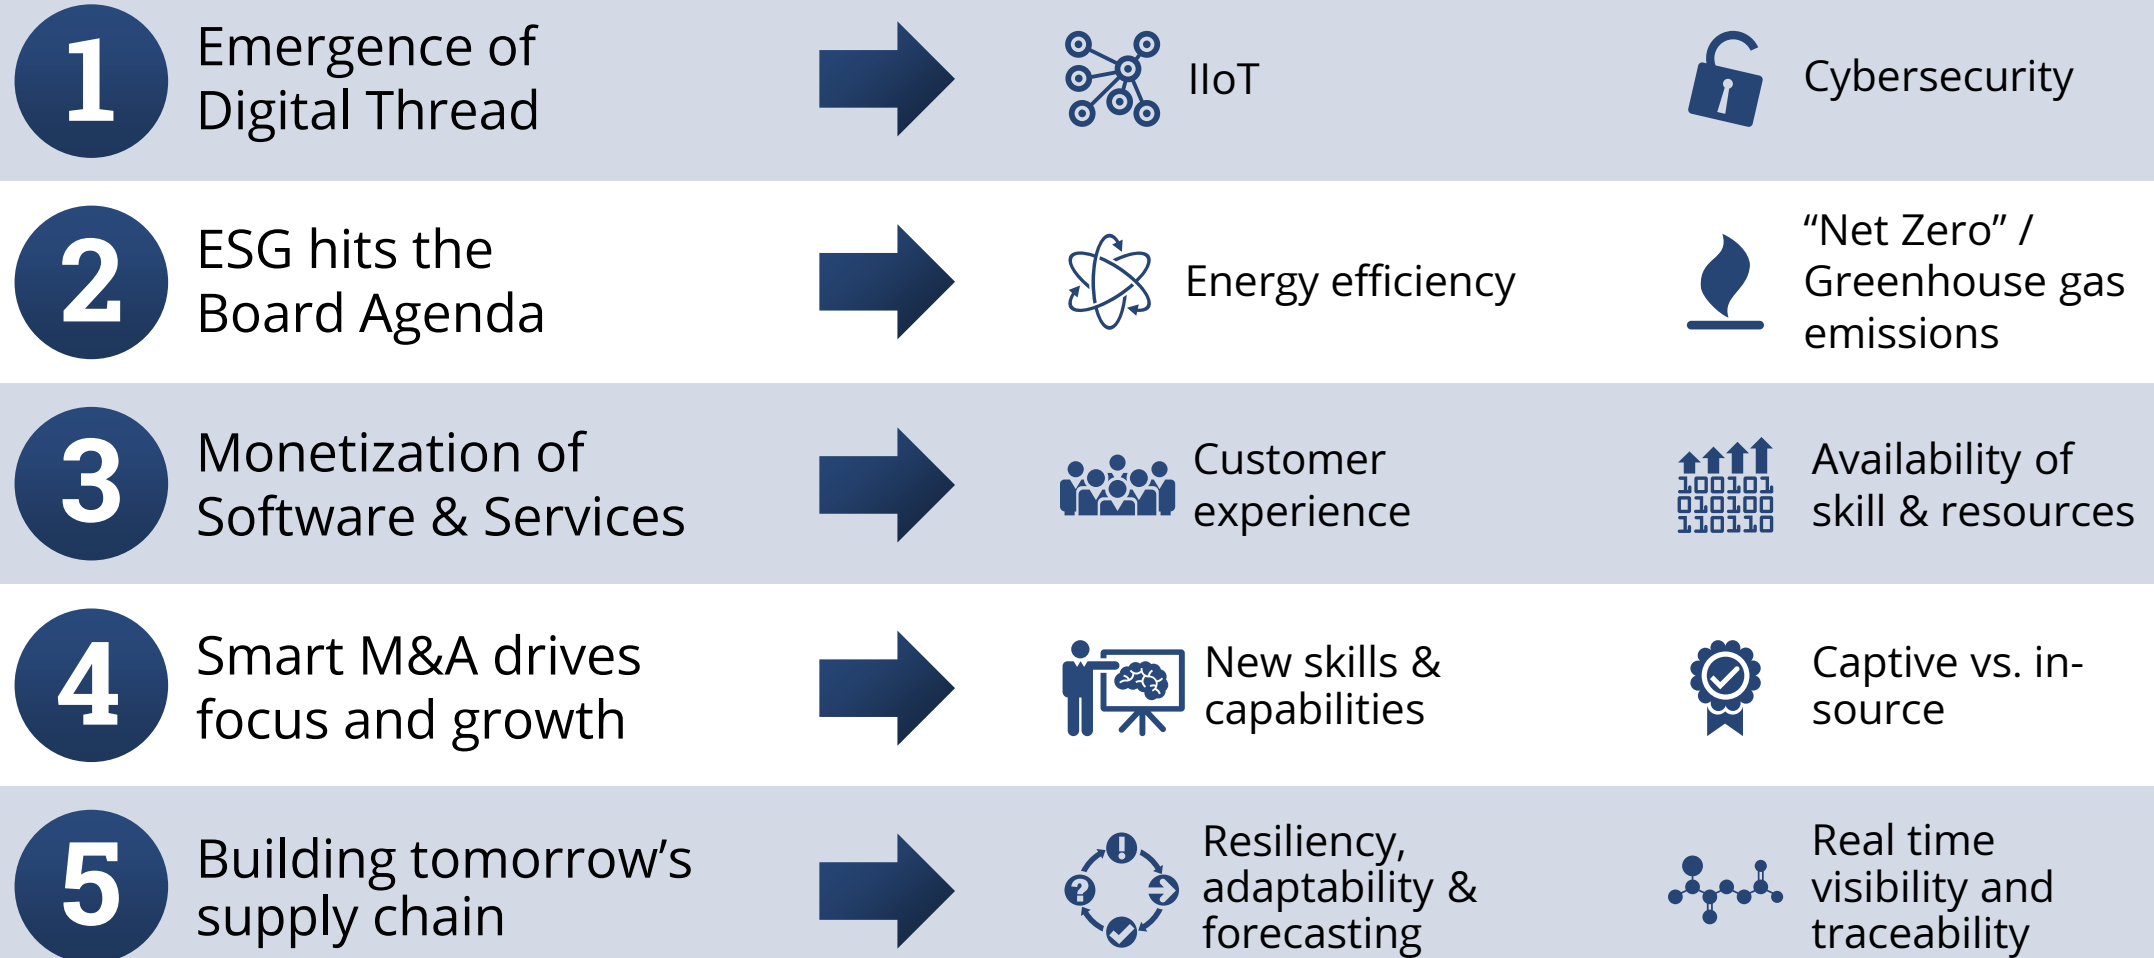 1
Emergence of
Digital Thread
IIoT
Cybersecurity
2
ESG hits the
Board Agenda
Energy efficiency
“Net Zero” /
Greenhouse gas
emissions
3
Monetization of
Software & Services
Customer
experience
100101
010100
110110
Availability of
skill & resources
4
Smart M&A drives
focus and growth
New skills &
capabilities
Captive vs. in-
source
5
Building tomorrow’s
supply chain
!
?
Resiliency,
adaptability &
forecasting
Real time
visibility and
traceability